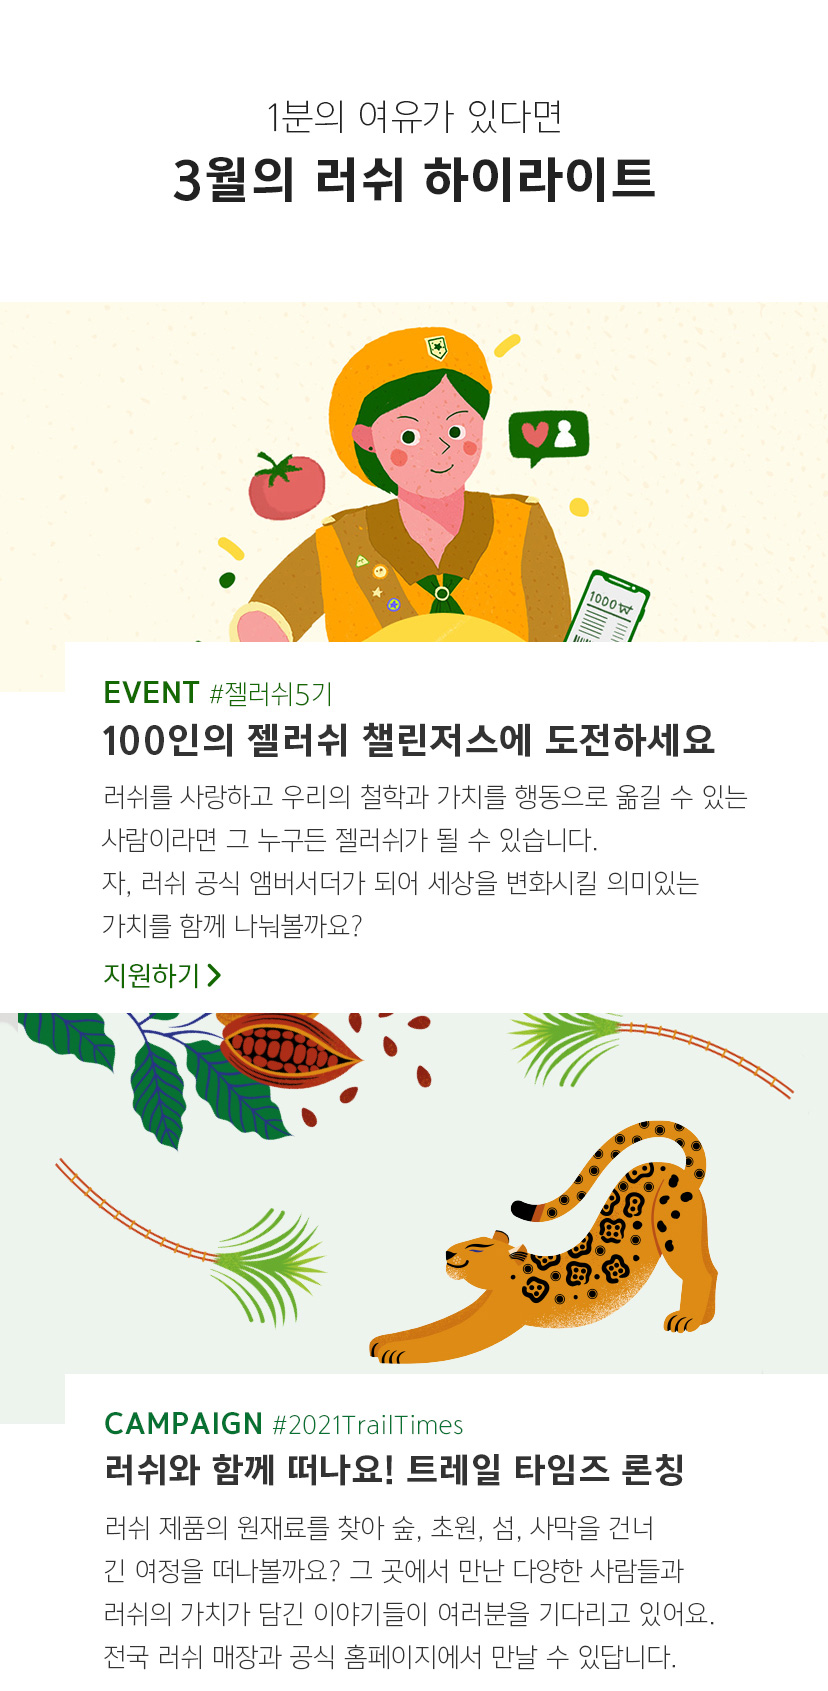 1분의 여유가 있다면
3월의 러쉬 하이라이트
1000₩
EVENT #젤러쉬5기
100인의 젤러쉬 챌린저스에 도전하세요
러쉬를 사랑하고 우리의 철학과 가치를 행동으로 옮길 수 있는
사람이라면 그 누구든 젤러쉬가 될 수 있습니다.
자, 러쉬 공식 앰버서더가 되어 세상을 변화시킬 의미있는
가치를 함께 나눠볼까요?
지원하기 >
CAMPAIGN #2021TrailTimes
러쉬와 함께 떠나요! 트레일 타임즈 론칭
러쉬 제품의 원재료를 찾아 숲, 초원, 섬, 사막을 건너
긴 여정을 떠나볼까요? 그 곳에서 만난 다양한 사람들과
러쉬의 가치가 담긴 이야기들이 여러분을 기다리고 있어요.
전국 러쉬 매장과 공식 홈페이지에서 만날 수 있답니다.